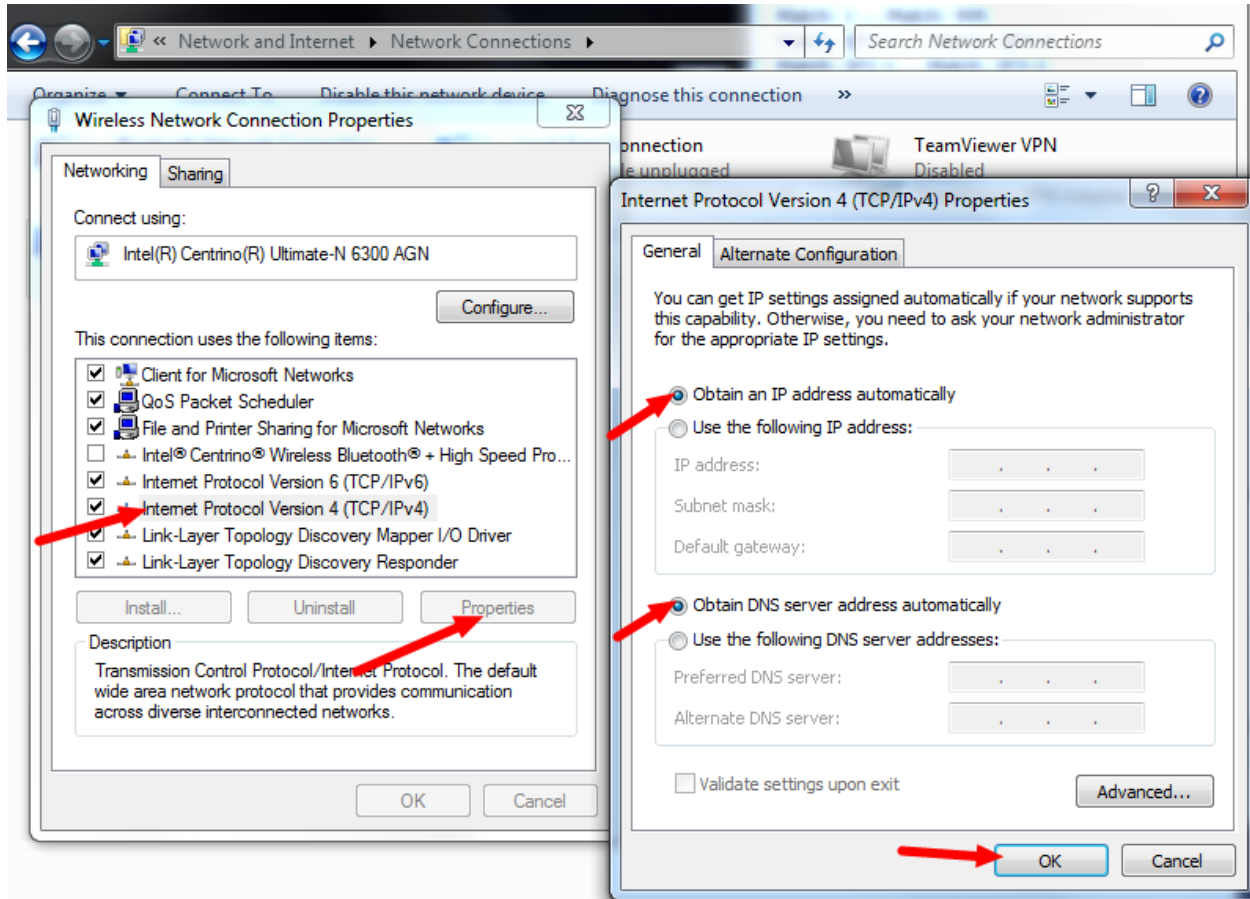 « Network and Internet ▸ Network Connections ▸
Search Network Connections
Organize Connect To Disable this network device Diagnose this connection »
onnection
le unplugged
TeamViewer VPN
Disabled
Wireless Network Connection Properties
Networking Sharing
Connect using:
Intel(R) Centrino(R) Ultimate-N 6300 AGN
Configure...
This connection uses the following items:
Client for Microsoft Networks
QoS Packet Scheduler
File and Printer Sharing for Microsoft Networks
Intel® Centrino® Wireless Bluetooth® + High Speed Pro...
Internet Protocol Version 6 (TCP/IPv6)
Internet Protocol Version 4 (TCP/IPv4)
Link-Layer Topology Discovery Mapper I/O Driver
Link-Layer Topology Discovery Responder
Install... Uninstall Properties
Description
Transmission Control Protocol/Internet Protocol. The default
wide area network protocol that provides communication
across diverse interconnected networks.
OK Cancel
Internet Protocol Version 4 (TCP/IPv4) Properties
General Alternate Configuration
You can get IP settings assigned automatically if your network supports
this capability. Otherwise, you need to ask your network administrator
for the appropriate IP settings.
Obtain an IP address automatically
Use the following IP address:
IP address:
Subnet mask:
Default gateway:
Obtain DNS server address automatically
Use the following DNS server addresses:
Preferred DNS server:
Alternate DNS server:
Validate settings upon exit
Advanced...
OK Cancel